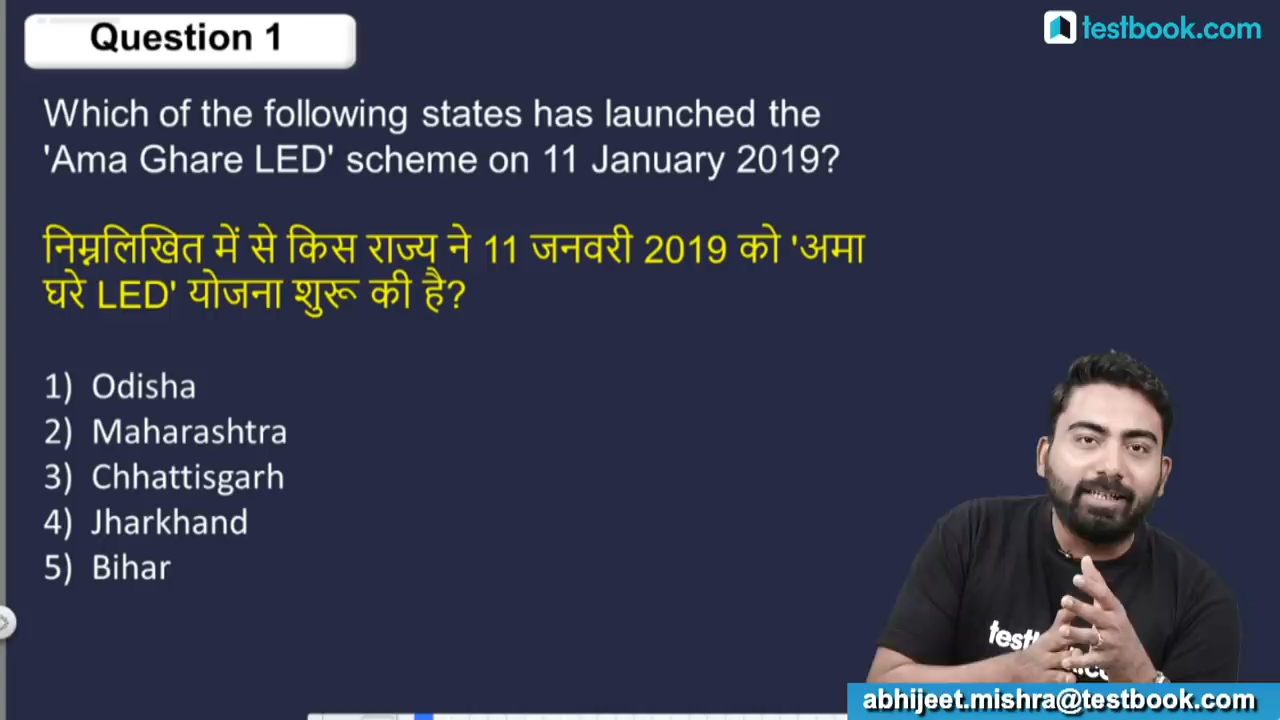 Question 1
testbook.com
Which of the following states has launched the
'Ama Ghare LED' scheme on 11 January 2019?
निम्नलिखित में से किस राज्य ने 11 जनवरी 2019 को 'अमा
घरे LED' योजना शुरू की है?
1) Odisha
2) Maharashtra
3) Chhattisgarh
4) Jharkhand
5) Bihar
abhijeet.mishra@testbook.com